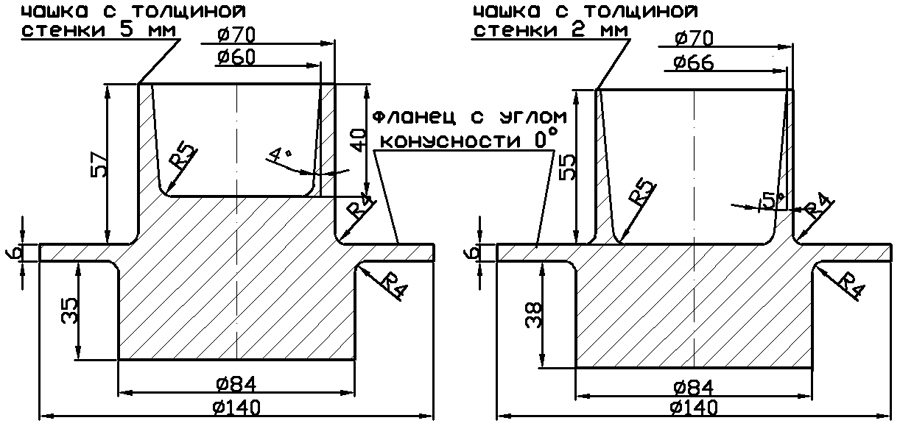 чашка с толщиной
стенки 5 мм
Ø70
Ø60
57
40
R5
4°
R4
6
35
R4
Ø84
Ø140
фланец с углом
конусности 0°
чашка с толщиной
стенки 2 мм
Ø70
Ø66
55
R5
5°
R4
6
38
R4
Ø84
Ø140